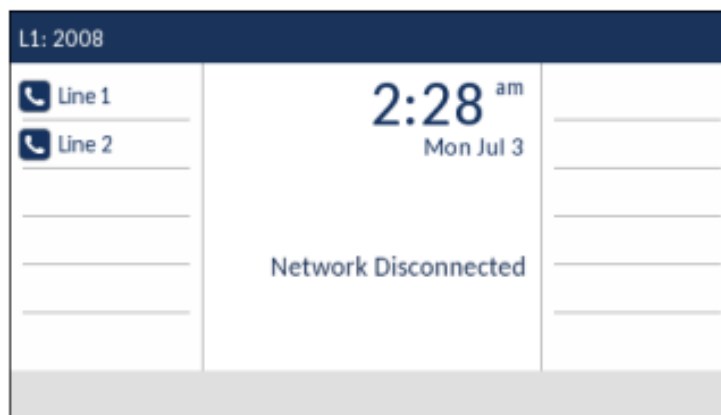 L1: 2008
Line 1
Line 2
2:28 am
Mon Jul 3
Network Disconnected